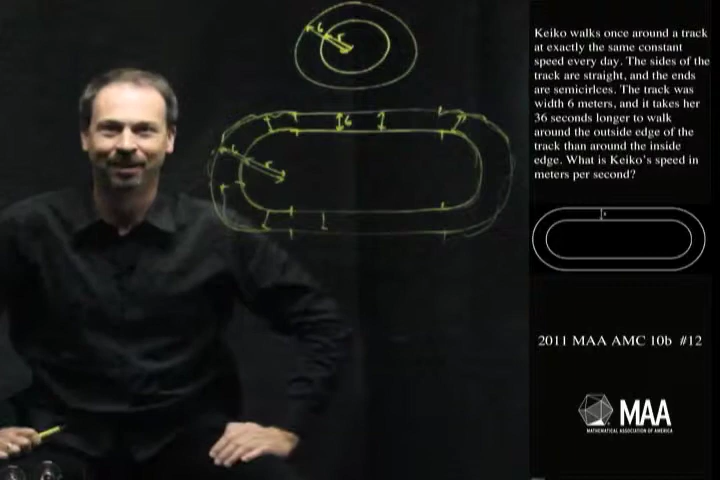 Keiko walks once around a track
at exactly the same constant
speed every day. The sides of the
track are straight, and the ends
are semicirlces. The track was
width 6 meters, and it takes her
36 seconds longer to walk
around the outside edge of the
track than around the inside
edge. What is Keiko's speed in
meters per second?
6
r
6
r
2011 MAA AMC 10b #12
MAA
MATHEMATICAL ASSOCIATION OF AMERICA